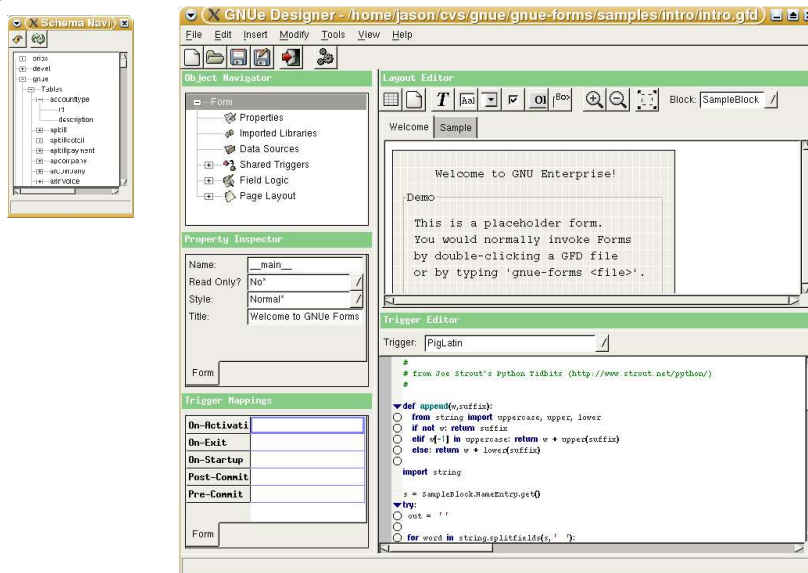 X Schema Navi)
orias
devel
gnue
Tables
accounttype
id
description
apbill
apbillpayment
apcompany
arcompany
arinvoice
X GNUe Designer - /home/jason/cvs/gnue/gnue-forms/samples/intro/intro.gfd)
File Edit Insert Modify Tools View Help
Object Navigator
Form
Properties
Imported Libraries
Data Sources
Shared Triggers
Field Logic
Page Layout
Property Inspector
Name: __main__
Read Only? No*
Style: Normal*
Title: Welcome to GNUe Forms
Form
Trigger Mappings
On-Activati
On-Exit
On-Startup
Post-Commit
Pre-Commit
Form
Layout Editor
Block: SampleBlock
Welcome Sample
Welcome to GNU Enterprise!
Demo
This is a placeholder form.
You would normally invoke Forms
by double-clicking a GFD file
or by typing 'gnue-forms <file>'.
Trigger Editor
Trigger: PigLatin
#
# from Joe Strout's Python Tidbits (http://www.strout.net/python/)
#
def append(w,suffix):
from string import uppercase, upper, lower
if not w: return suffix
elif w[-1] in uppercase: return w + upper(suffix)
else: return w + lower(suffix)
import string
s = SampleBlock.NameEntry.get()
try:
out = ''
for word in string.splitfields(s,' '):